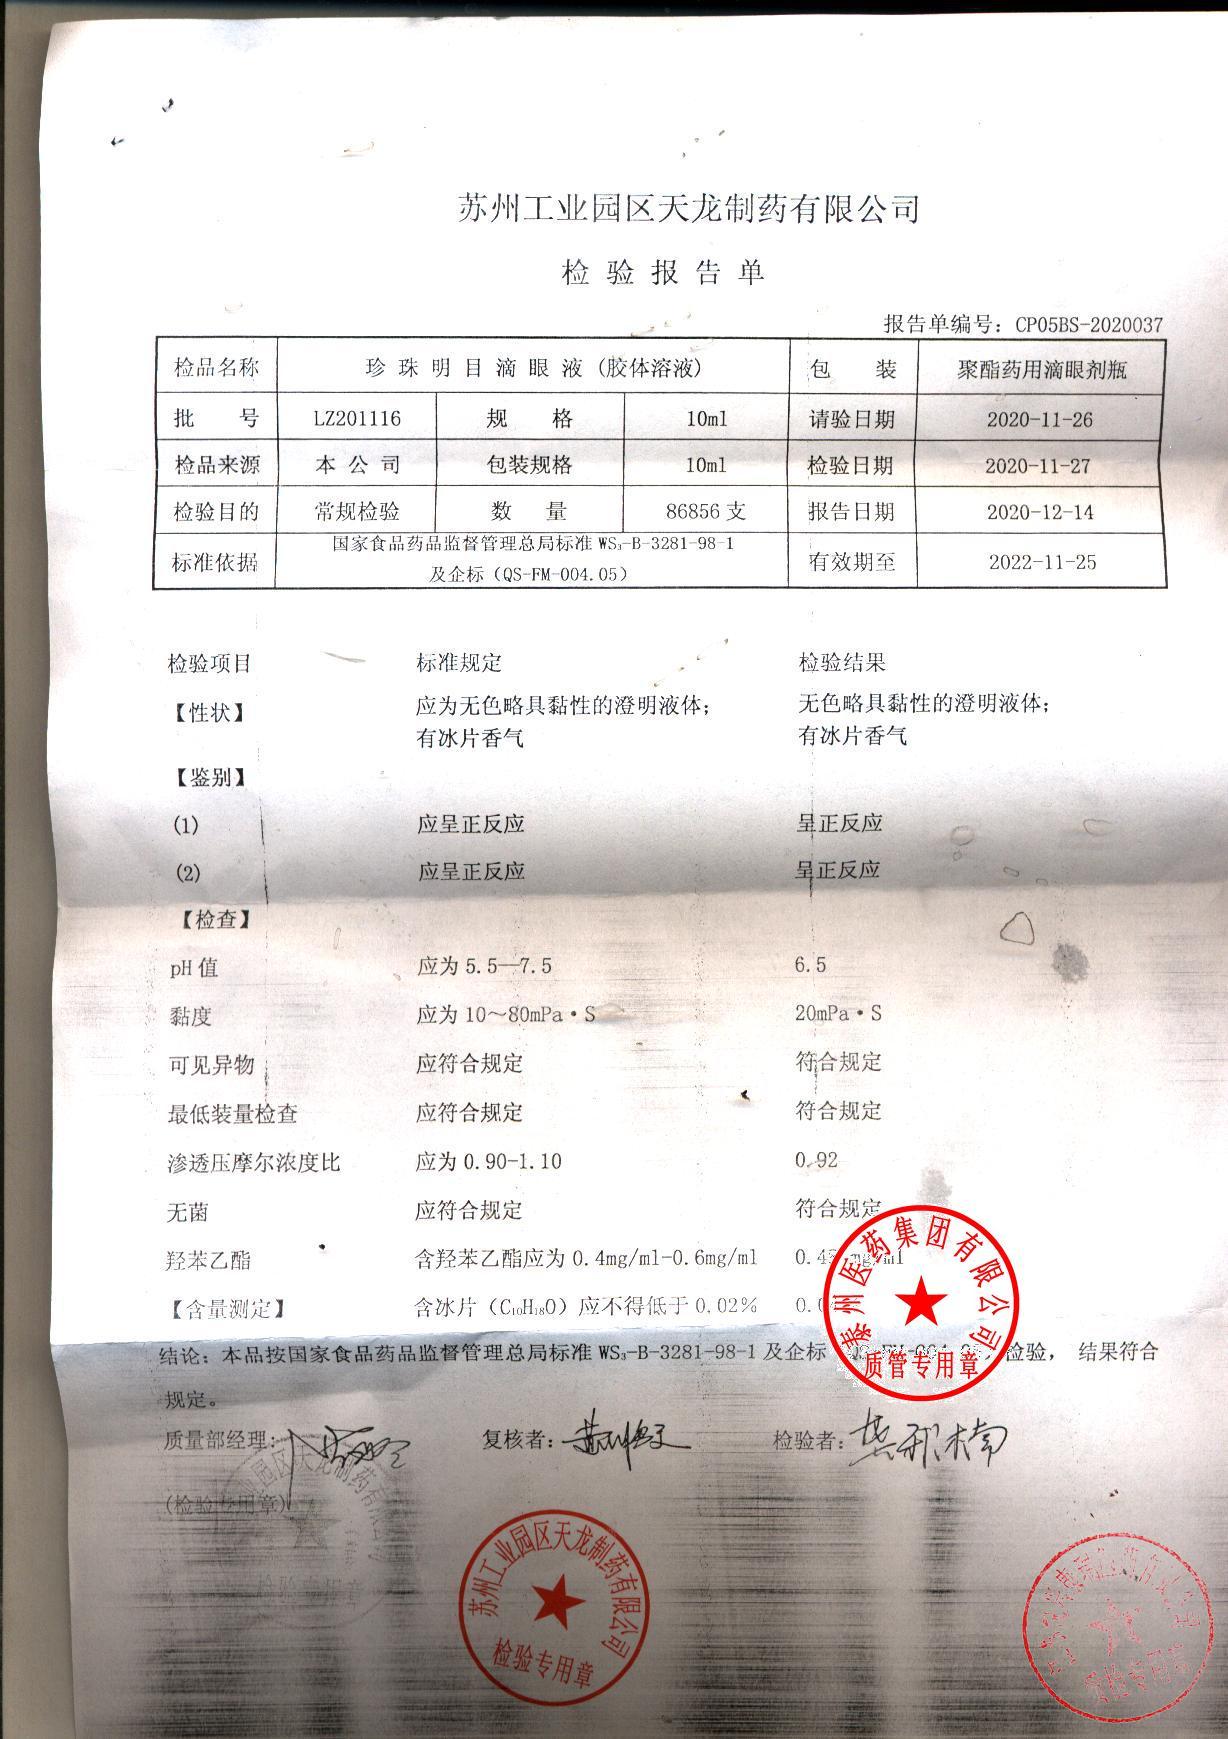 苏州工业园区天龙制药有限公司
检验报告单
报告单编号：CP05BS-2020037
检品名称 珍珠明目滴眼液（胶体溶液） 包 装 聚酯药用滴眼剂瓶
批 号 LZ201116 规 格 10ml 请验日期 2020-11-26
检品来源 本公司 包装规格 10ml 检验日期 2020-11-27
检验目的 常规检验 数 量 86856支 报告日期 2020-12-14
标准依据 国家食品药品监督管理总局标准WS₃-B-3281-98-1 有效期至 2022-11-25
及企标（QS-FM-004.05）
检验项目 标准规定 检验结果
【性状】 应为无色略具黏性的澄明液体； 无色略具黏性的澄明液体；
有冰片香气 有冰片香气
【鉴别】
(1) 应呈正反应 呈正反应
(2) 应呈正反应 呈正反应
【检查】
pH值 应为5.5—7.5 6.5
黏度 应为10～80mPa·S 20mPa·S
可见异物 应符合规定 符合规定
最低装量检查 应符合规定 符合规定
渗透压摩尔浓度比 应为0.90-1.10 0.92
无菌 应符合规定 符合规定
羟苯乙酯 含羟苯乙酯应为0.4mg/ml-0.6mg/ml
【含量测定】 含冰片（C₁₀H₁₈O）应不得低于0.02%
泰州医药集团有限公司
质管专用章
结论：本品按国家食品药品监督管理总局标准WS₃-B-3281-98-1及企标 检验， 结果符合
规定。
质量部经理： 复核者： 检验者：
(检验专用章)
苏州工业园区天龙制药有限公司
检验专用章
质检专用章